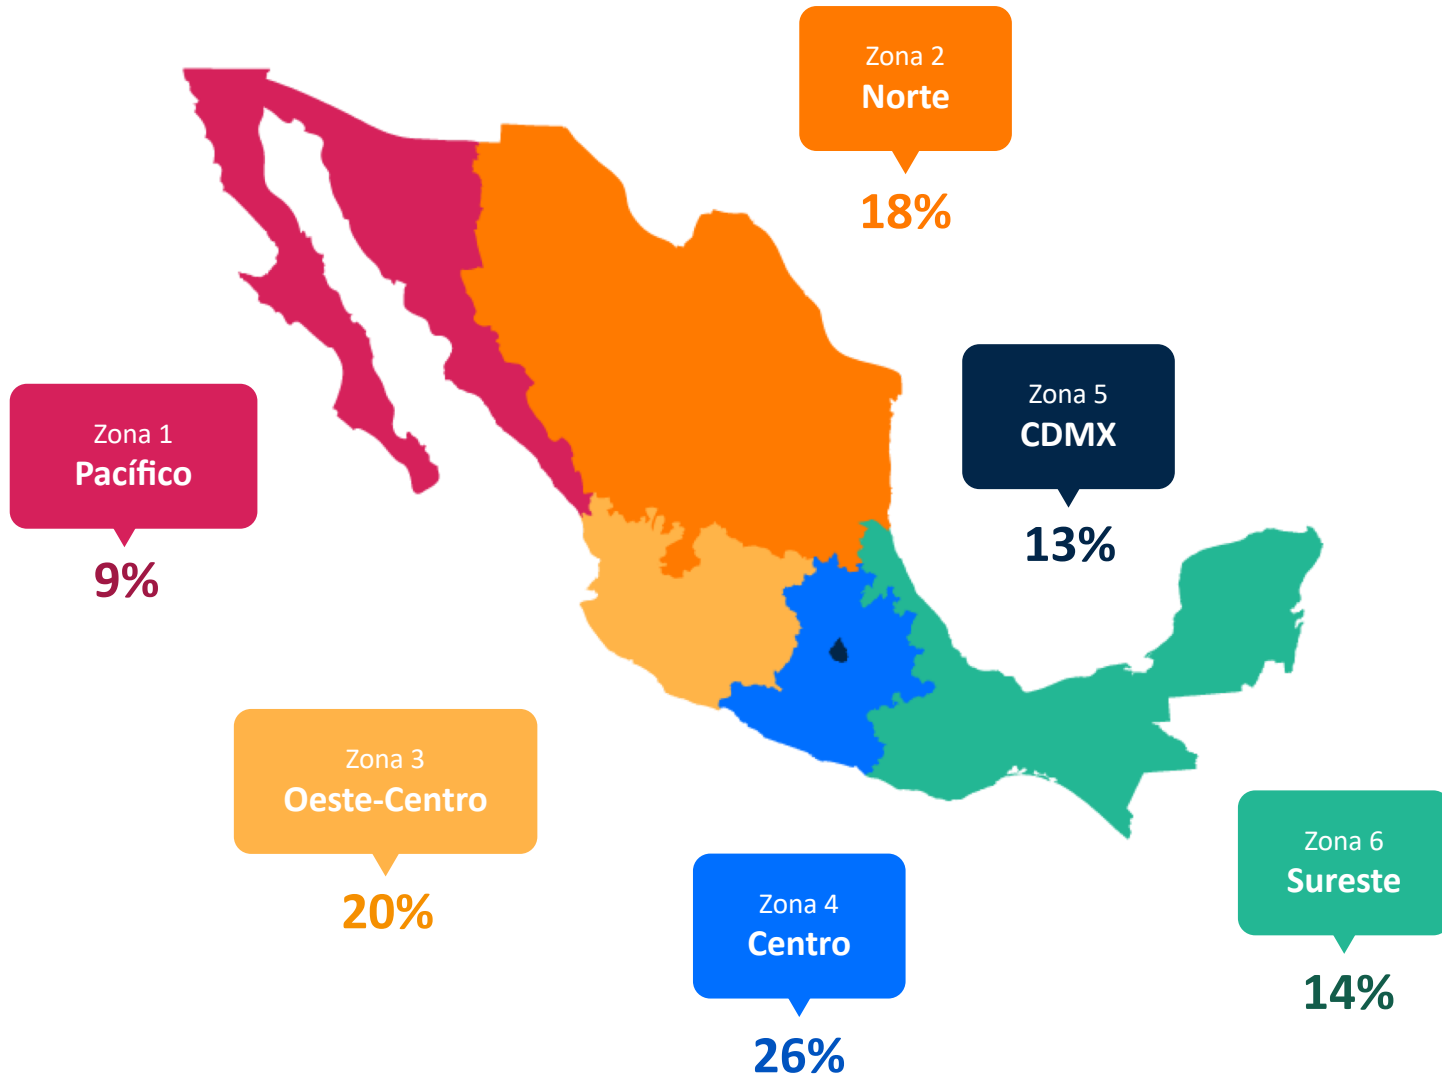 Zona 2
Norte
18%
Zona 5
CDMX
13%
Zona 1
Pacífico
9%
Zona 3
Oeste-Centro
20%
Zona 4
Centro
26%
Zona 6
Sureste
14%